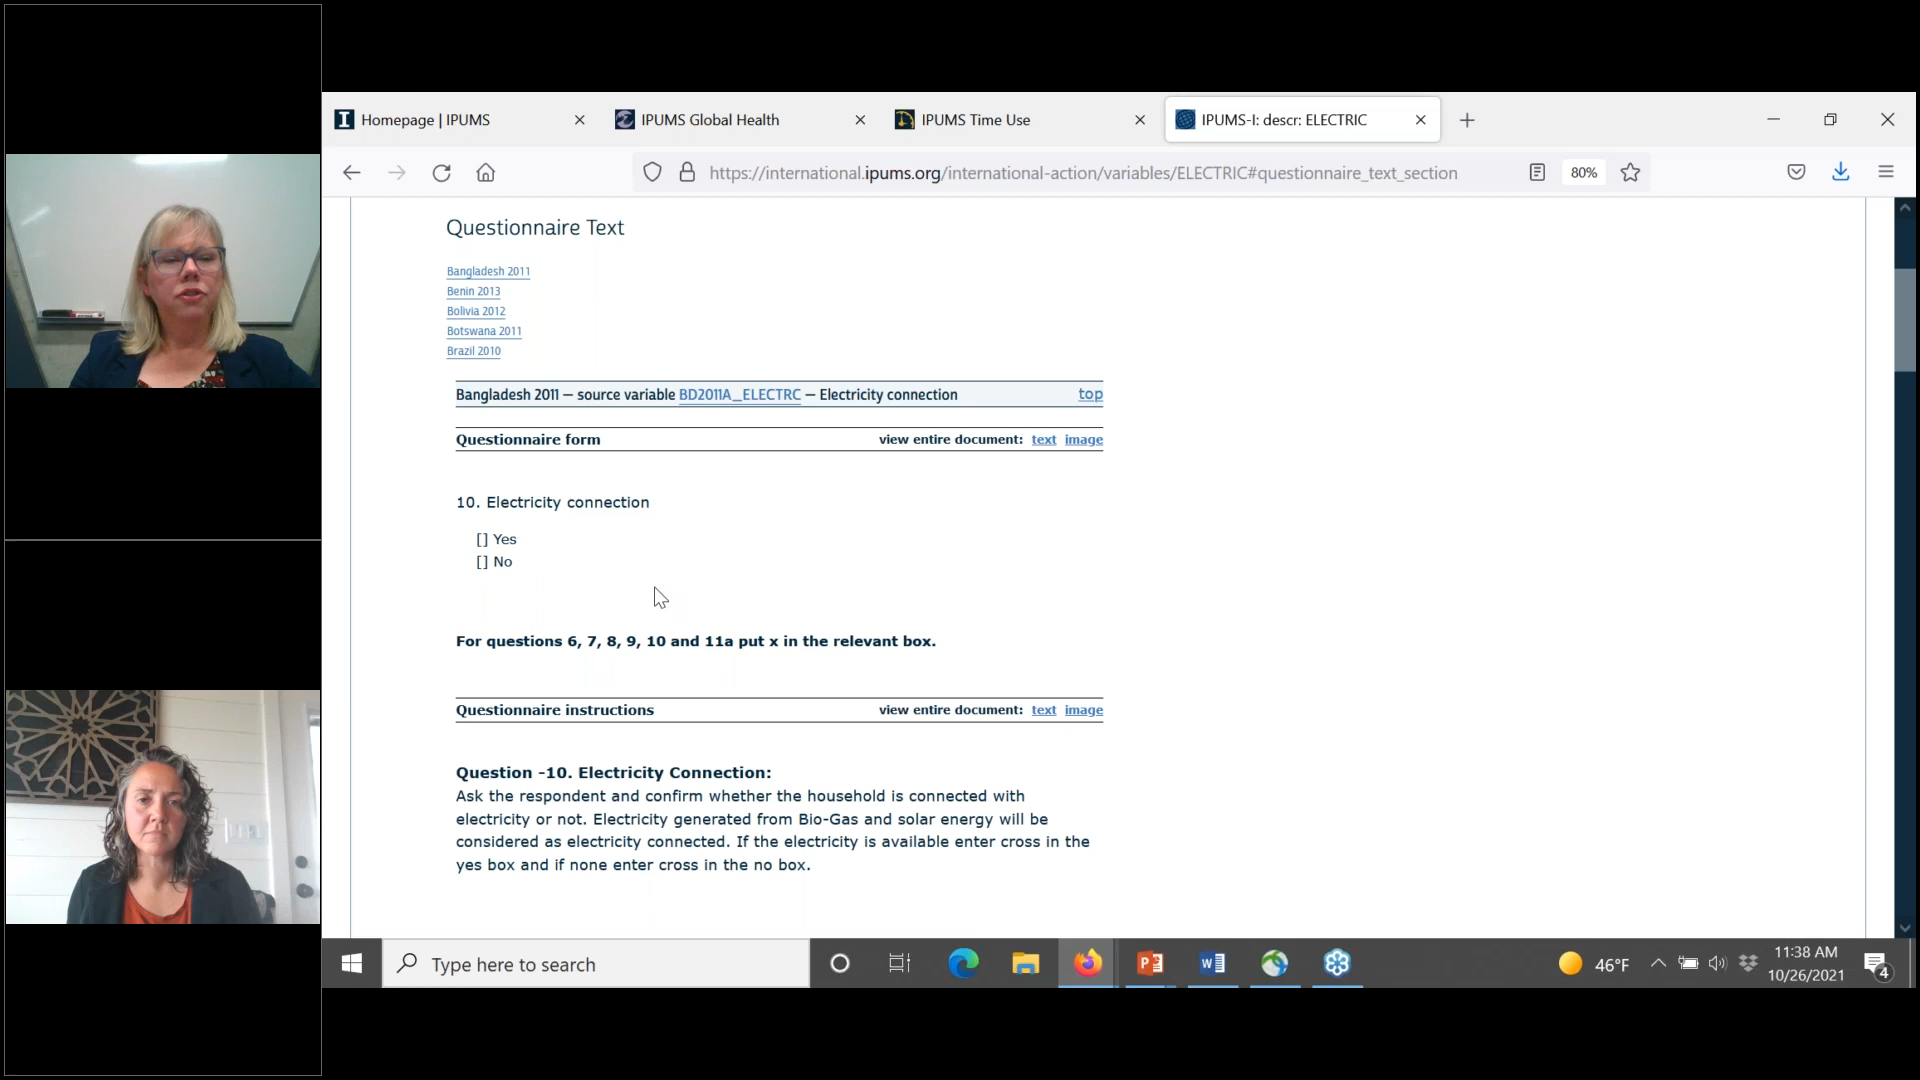 Homepage | IPUMS
IPUMS Global Health
IPUMS Time Use
IPUMS-I: descr: ELECTRIC
https://international.ipums.org/international-action/variables/ELECTRIC#questionnaire_text_section
80%
Questionnaire Text
Bangladesh 2011
Benin 2013
Bolivia 2012
Botswana 2011
Brazil 2010
Bangladesh 2011 — source variable BD2011A_ELECTRC — Electricity connection top
Questionnaire form view entire document: text image
10. Electricity connection
[] Yes
[] No
For questions 6, 7, 8, 9, 10 and 11a put x in the relevant box.
Questionnaire instructions view entire document: text image
Question -10. Electricity Connection:
Ask the respondent and confirm whether the household is connected with
electricity or not. Electricity generated from Bio-Gas and solar energy will be
considered as electricity connected. If the electricity is available enter cross in the
yes box and if none enter cross in the no box.
Type here to search
46°F
11:38 AM
10/26/2021
4